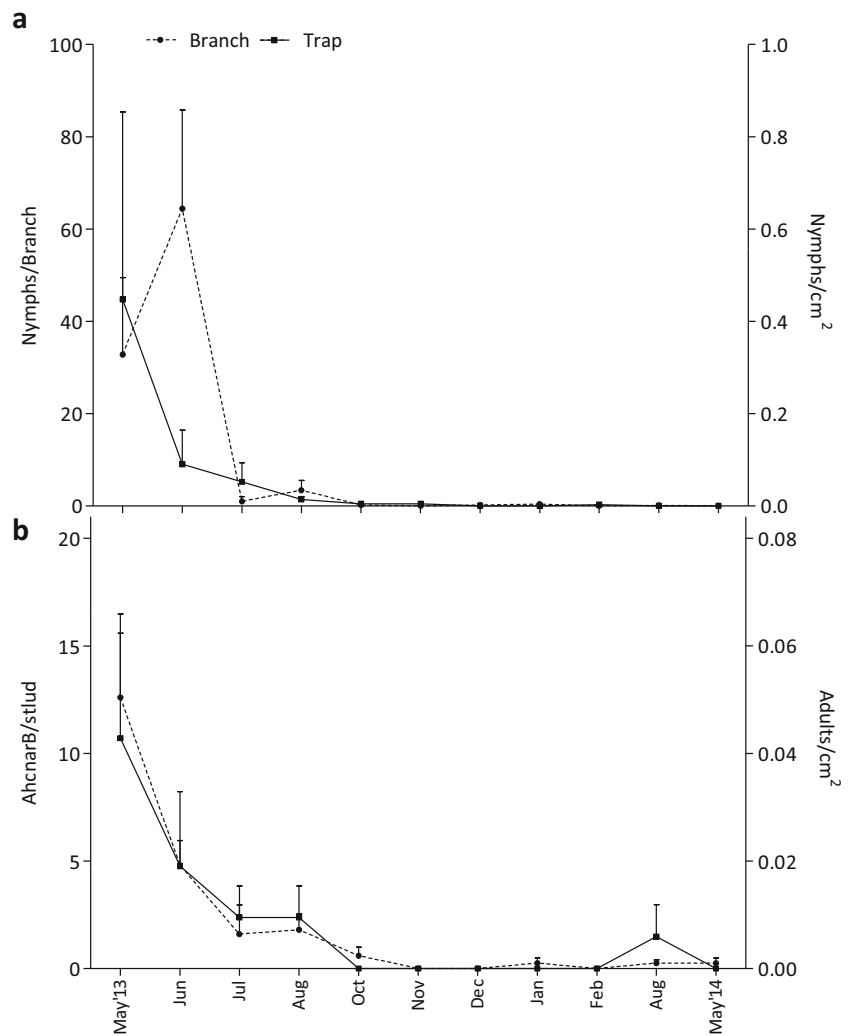 a
Branch Trap
100
80
60
40
20
0
Nymphs/Branch
1.0
0.8
0.6
0.4
0.2
0.0
Nymphs/cm²
b
20
15
10
5
0
AhcnarB/stlud
0.08
0.06
0.04
0.02
0.00
Adults/cm²
May'13
Jun
Jul
Aug
Oct
Nov
Dec
Jan
Feb
Aug
May'14